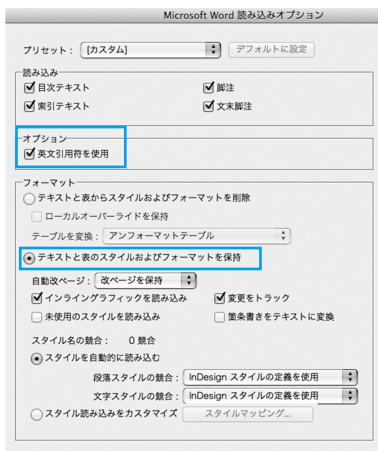 Microsoft Word 読み込みオプション
プリセット： [カスタム] デフォルトに設定
読み込み
目次テキスト 脚注
索引テキスト 文末脚注
オプション
英文引用符を使用
フォーマット
テキストと表からスタイルおよびフォーマットを削除
ローカルオーバーライドを保持
テーブルを変換： アンフォーマットテーブル
テキストと表のスタイルおよびフォーマットを保持
自動改ページ： 改ページを保持
インライングラフィックを読み込み 変更をトラック
未使用のスタイルを読み込み 箇条書きをテキストに変換
スタイル名の競合： 0 競合
スタイルを自動的に読み込む
段落スタイルの競合： InDesign スタイルの定義を使用
文字スタイルの競合： InDesign スタイルの定義を使用
スタイル読み込みをカスタマイズ スタイルマッピング...